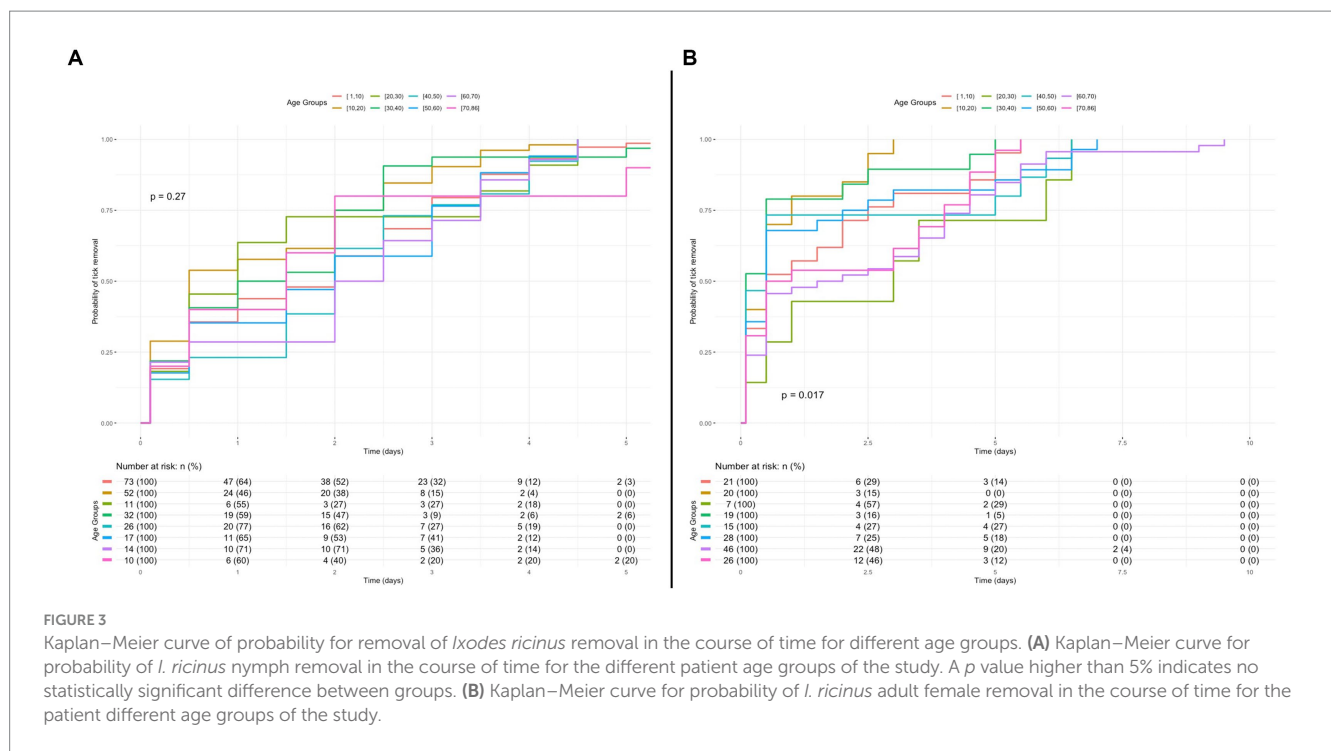 A
B
Age Groups
[ 1,10) [20,30) [40,50) [60,70)
[10,20) [30,40) [50,60) [70,86]
1.00
0.75
0.50
0.25
0.00
Probability of tick removal
p = 0.27
0 1 2 3 4 5
Time (days)
Number at risk: n (%)
Age Groups
73 (100) 47 (64) 38 (52) 23 (32) 9 (12) 2 (3)
52 (100) 24 (46) 20 (38) 8 (15) 2 (4) 0 (0)
11 (100) 6 (55) 3 (27) 3 (27) 2 (18) 0 (0)
32 (100) 19 (59) 15 (47) 3 (9) 2 (6) 2 (6)
26 (100) 20 (77) 16 (62) 7 (27) 5 (19) 0 (0)
17 (100) 11 (65) 9 (53) 7 (41) 2 (12) 0 (0)
14 (100) 10 (71) 10 (71) 5 (36) 2 (14) 0 (0)
10 (100) 6 (60) 4 (40) 2 (20) 2 (20) 2 (20)
0 1 2 3 4 5
Time (days)
Age Groups
[ 1,10) [20,30) [40,50) [60,70)
[10,20) [30,40) [50,60) [70,86]
1.00
0.75
0.50
0.25
0.00
Probability of tick removal
p = 0.017
0 2.5 5 7.5 10
Time (days)
Number at risk: n (%)
Age Groups
21 (100) 6 (29) 3 (14) 0 (0) 0 (0)
20 (100) 3 (15) 0 (0) 0 (0) 0 (0)
7 (100) 4 (57) 2 (29) 0 (0) 0 (0)
19 (100) 3 (16) 1 (5) 0 (0) 0 (0)
15 (100) 4 (27) 4 (27) 0 (0) 0 (0)
28 (100) 7 (25) 5 (18) 0 (0) 0 (0)
46 (100) 22 (48) 9 (20) 2 (4) 0 (0)
26 (100) 12 (46) 3 (12) 0 (0) 0 (0)
0 2.5 5 7.5 10
Time (days)
FIGURE 3
Kaplan–Meier curve of probability for removal of Ixodes ricinus removal in the course of time for different age groups. (A) Kaplan–Meier curve for
probability of I. ricinus nymph removal in the course of time for the different patient age groups of the study. A p value higher than 5% indicates no
statistically significant difference between groups. (B) Kaplan–Meier curve for probability of I. ricinus adult female removal in the course of time for the
patient different age groups of the study.